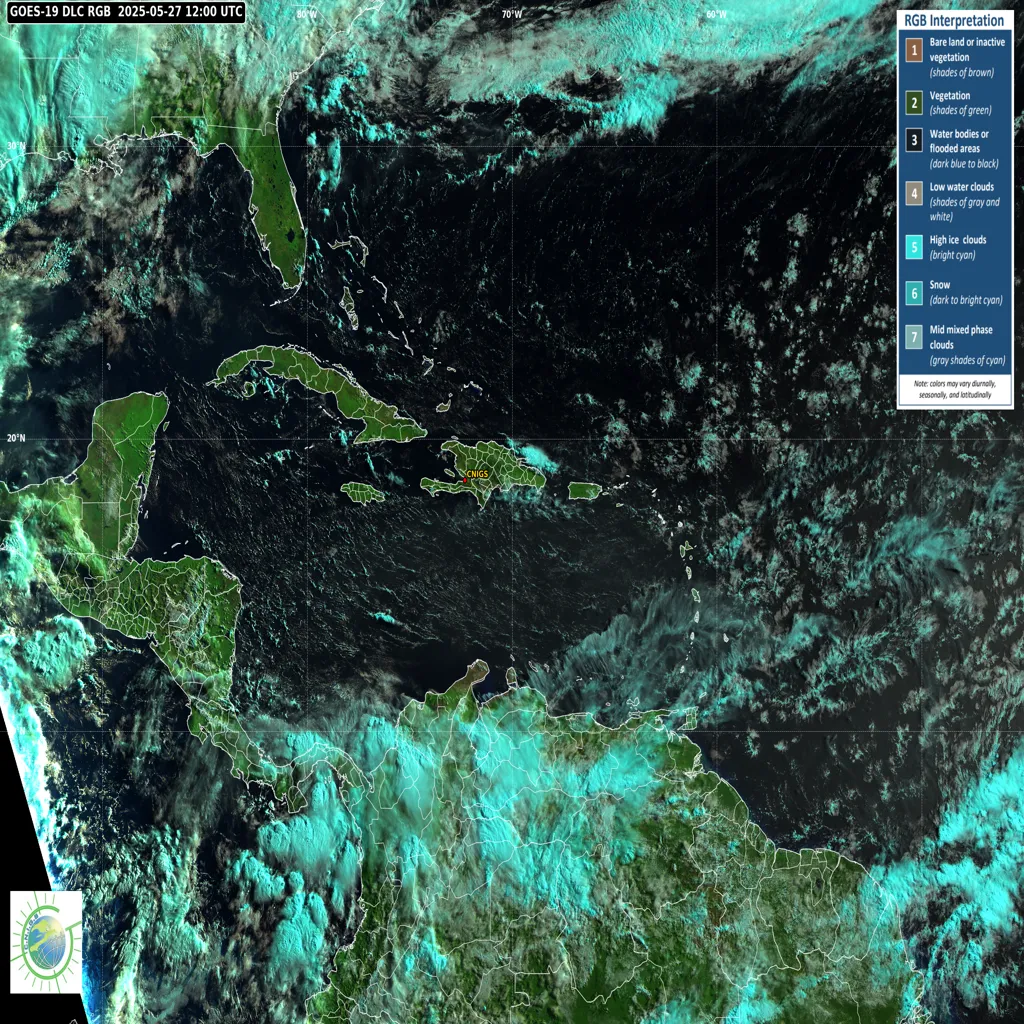 GOES-19 DLC RGB 2025-05-27 12:00 UTC
80°W
70°W
60°W
30°N
20°N
CNIGS
RGB Interpretation
1
Bare land or inactive
vegetation
(shades of brown)
2
Vegetation
(shades of green)
3
Water bodies or
flooded areas
(dark blue to black)
4
Low water clouds
(shades of gray and
white)
5
High ice clouds
(bright cyan)
6
Snow
(dark to bright cyan)
7
Mid mixed phase
clouds
(gray shades of cyan)
Note: colors may vary diurnally,
seasonally, and latitudinally